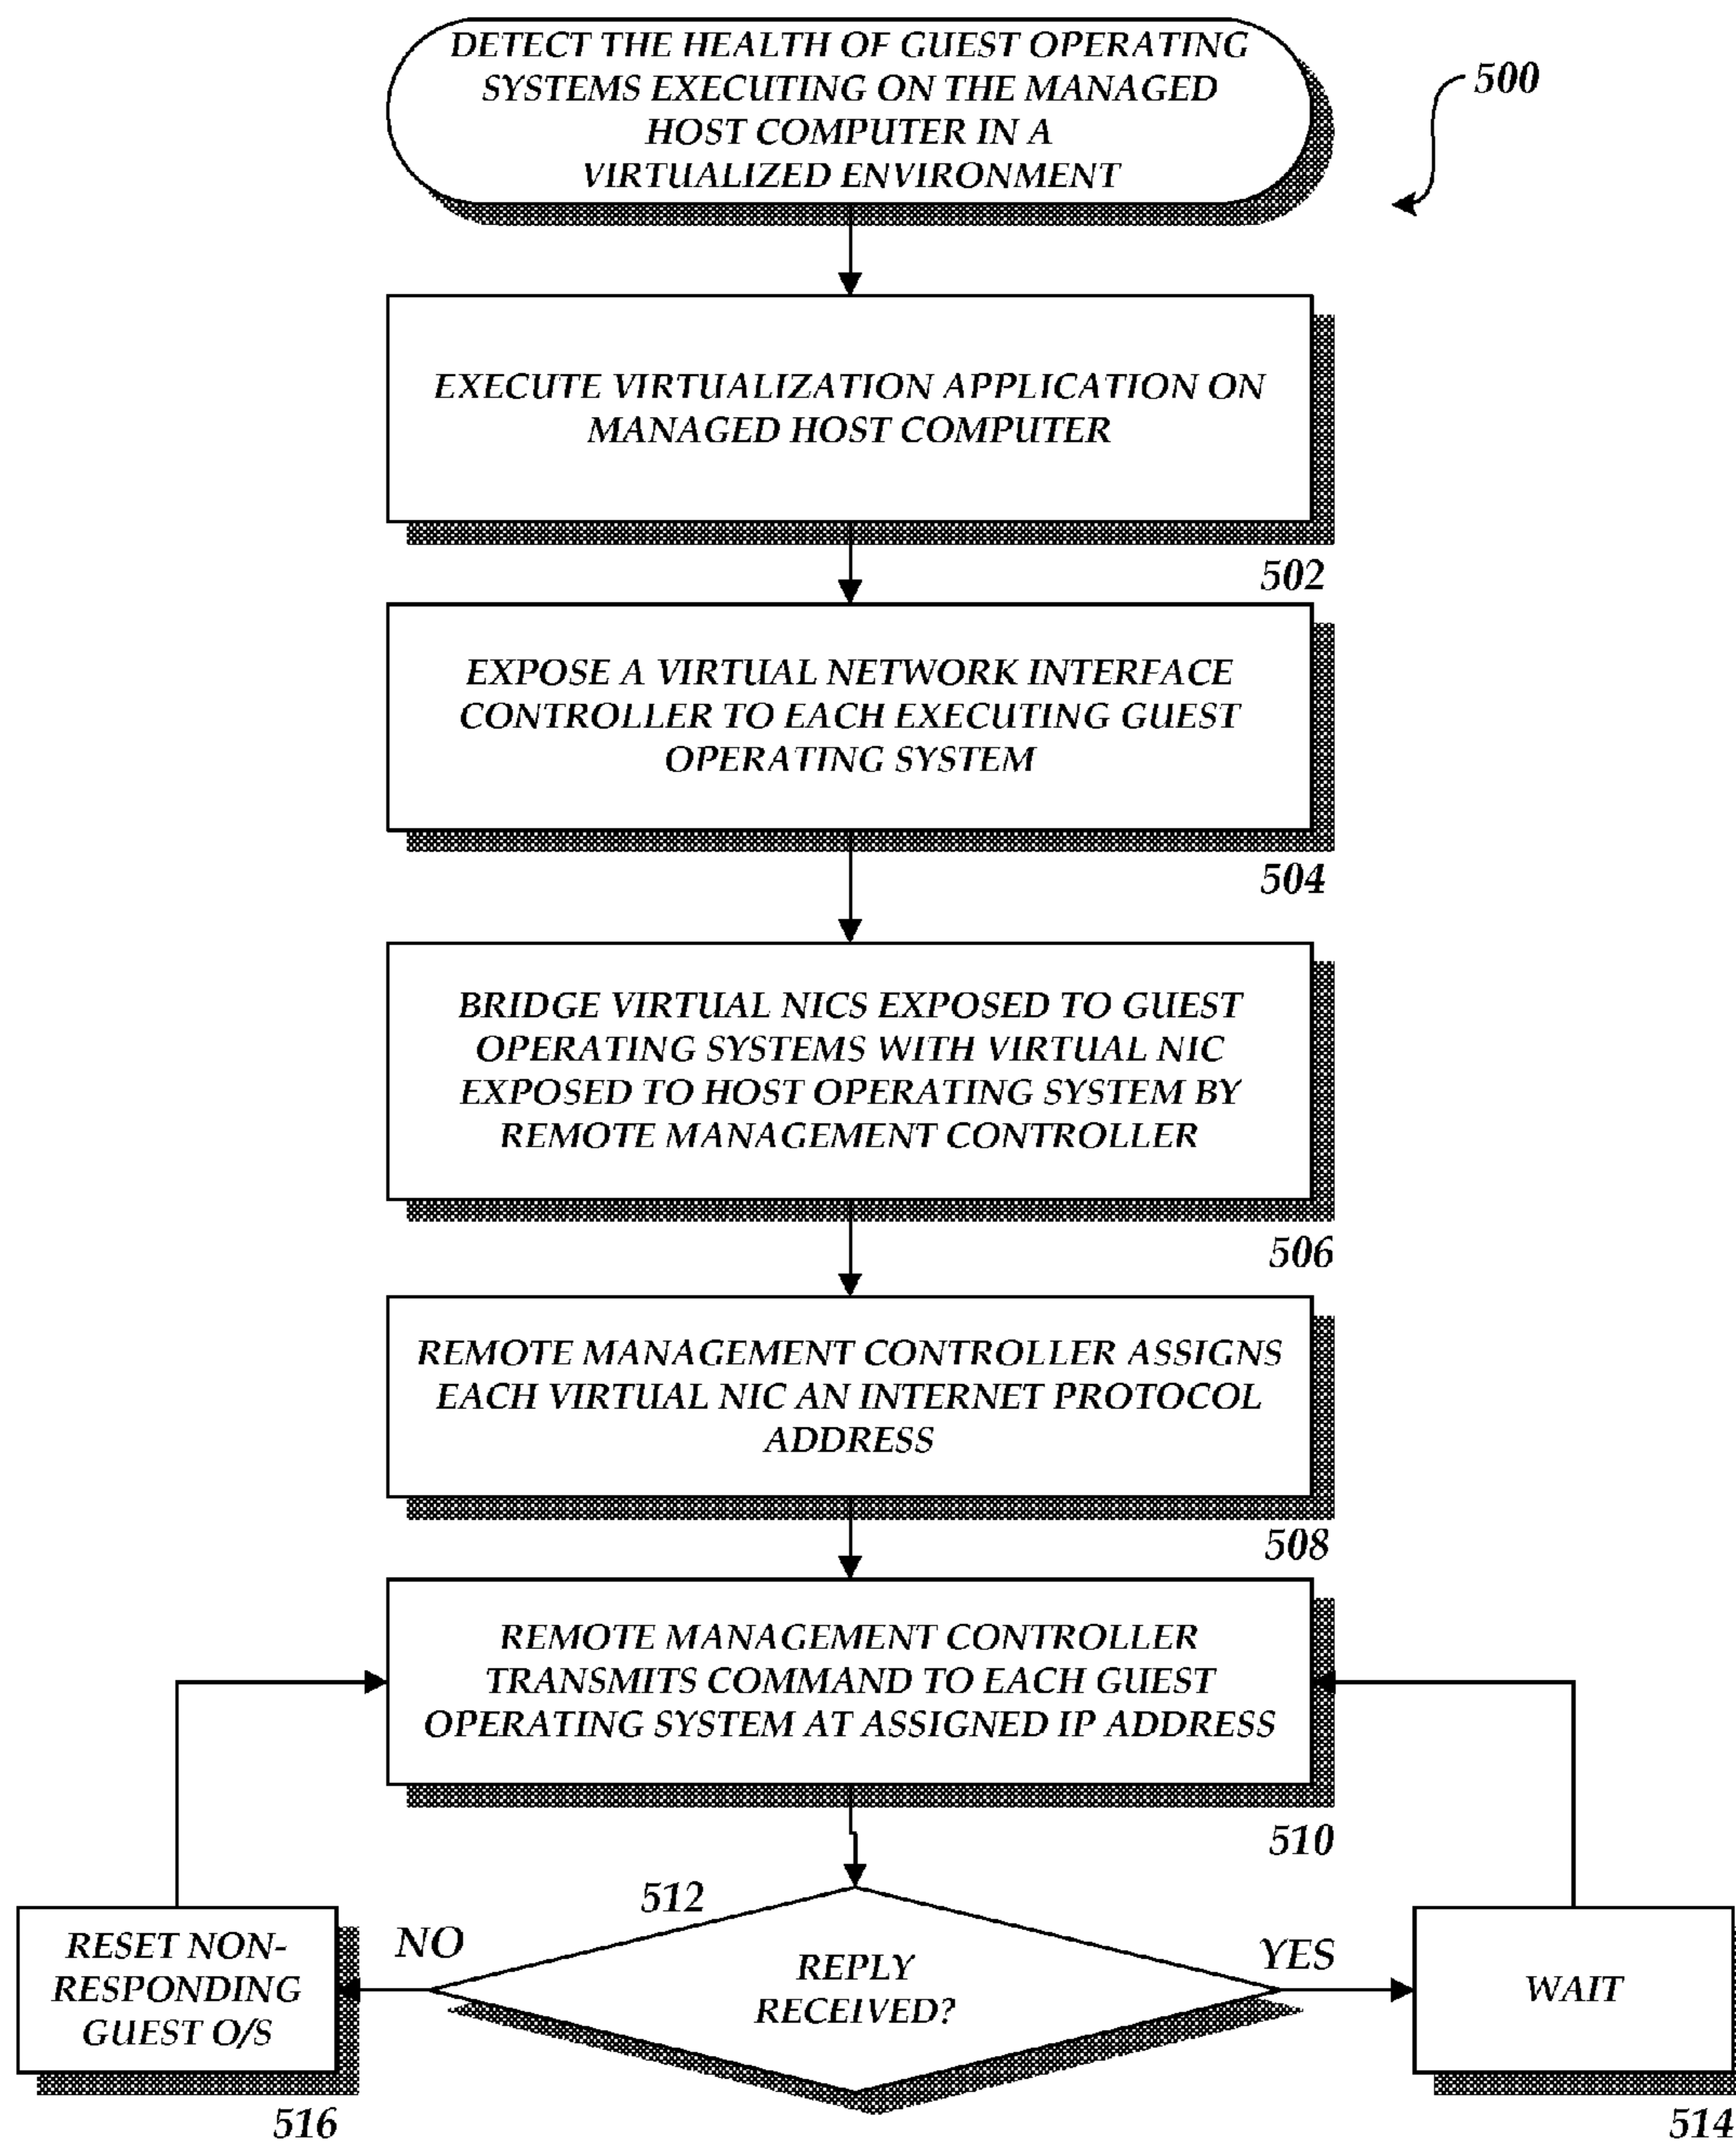 DETECT THE HEALTH OF GUEST OPERATING
SYSTEMS EXECUTING ON THE MANAGED
HOST COMPUTER IN A
VIRTUALIZED ENVIRONMENT
500
EXECUTE VIRTUALIZATION APPLICATION ON
MANAGED HOST COMPUTER
502
EXPOSE A VIRTUAL NETWORK INTERFACE
CONTROLLER TO EACH EXECUTING GUEST
OPERATING SYSTEM
504
BRIDGE VIRTUAL NICS EXPOSED TO GUEST
OPERATING SYSTEMS WITH VIRTUAL NIC
EXPOSED TO HOST OPERATING SYSTEM BY
REMOTE MANAGEMENT CONTROLLER
506
REMOTE MANAGEMENT CONTROLLER ASSIGNS
EACH VIRTUAL NIC AN INTERNET PROTOCOL
ADDRESS
508
REMOTE MANAGEMENT CONTROLLER
TRANSMITS COMMAND TO EACH GUEST
OPERATING SYSTEM AT ASSIGNED IP ADDRESS
510
512
REPLY
RECEIVED?
NO
RESET NON-
RESPONDING
GUEST O/S
516
YES
WAIT
514